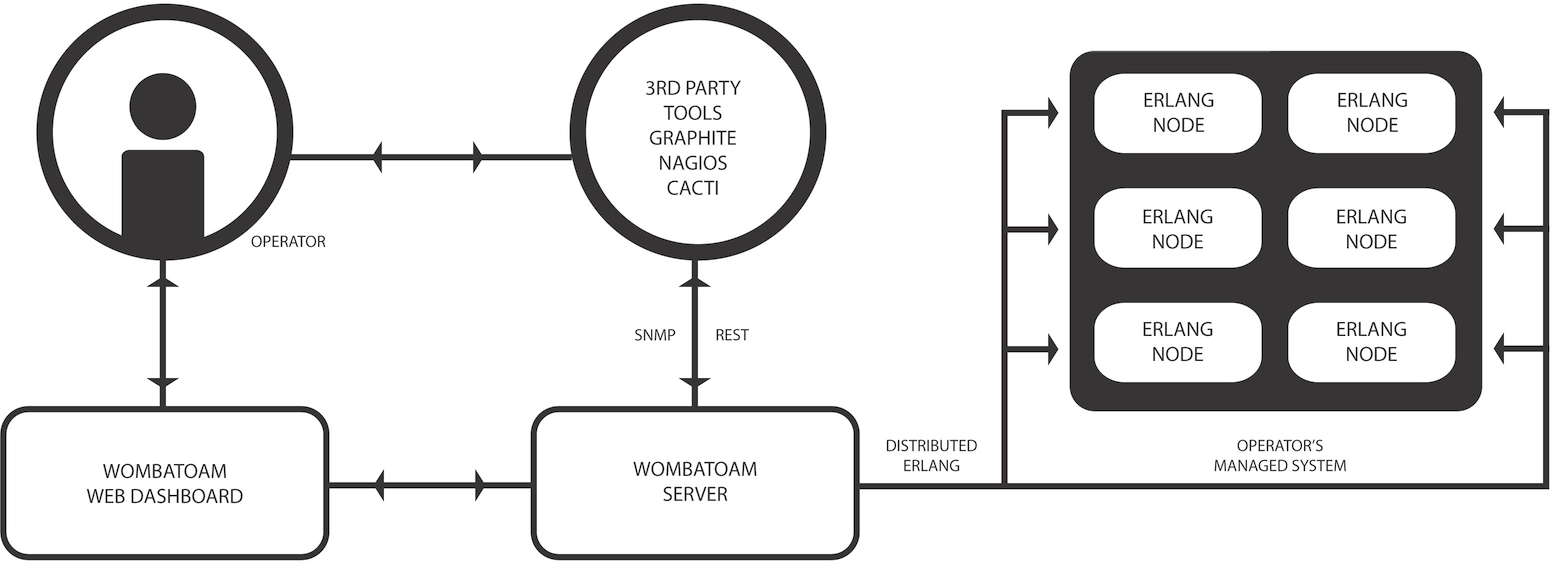 3RD PARTY
TOOLS
GRAPHITE
NAGIOS
CACTI
OPERATOR
SNMP
REST
WOMBATOAM
WEB DASHBOARD
WOMBATOAM
SERVER
DISTRIBUTED
ERLANG
ERLANG
NODE
ERLANG
NODE
ERLANG
NODE
ERLANG
NODE
ERLANG
NODE
ERLANG
NODE
OPERATOR'S
MANAGED SYSTEM